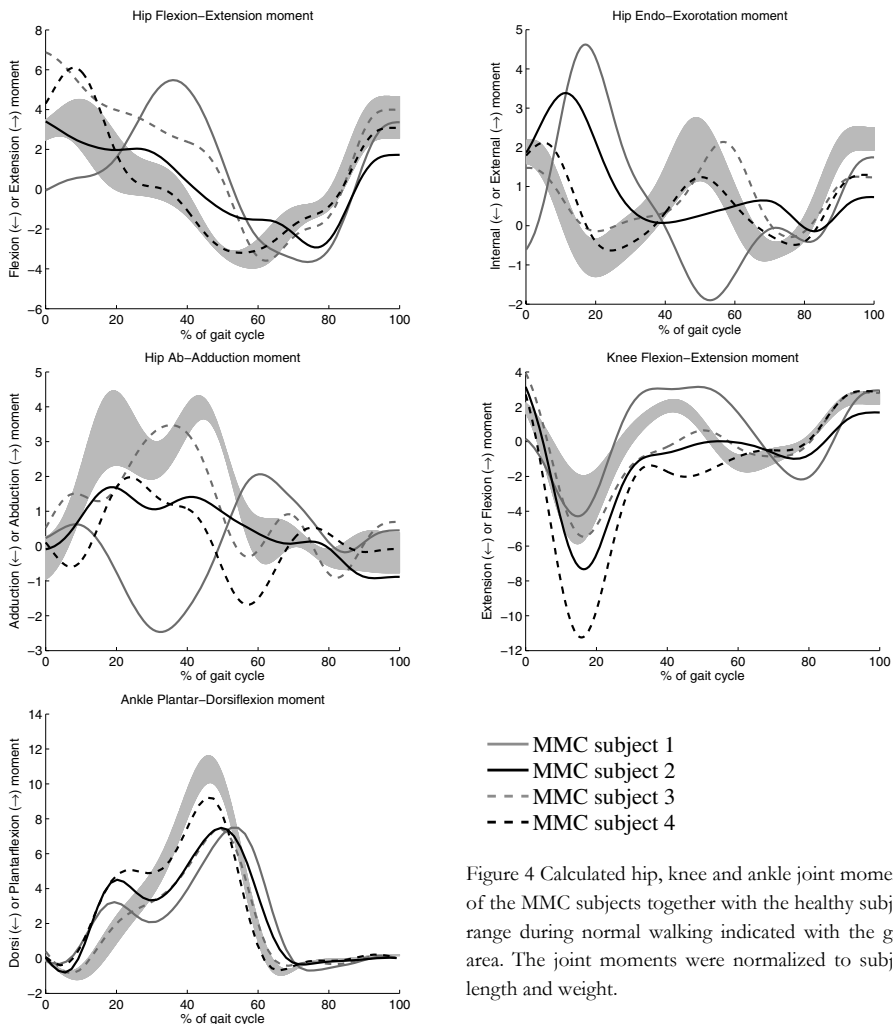 Hip Flexion−Extension moment
Flexion (←) or Extension (→) moment
8
6
4
2
0
−2
−4
−6
0 20 40 60 80 100
% of gait cycle
Hip Endo−Exorotation moment
Internal (←) or External (→) moment
5
4
3
2
1
0
−1
−2
0 20 40 60 80 100
% of gait cycle
Hip Ab−Adduction moment
Adduction (←) or Abduction (→) moment
5
4
3
2
1
0
−1
−2
−3
0 20 40 60 80 100
% of gait cycle
Knee Flexion−Extension moment
Extension (←) or Flexion (→) moment
4
2
0
−2
−4
−6
−8
−10
−12
0 20 40 60 80 100
% of gait cycle
Ankle Plantar−Dorsiflexion moment
Dorsi (←) or Plantarflexion (→) moment
14
12
10
8
6
4
2
0
−2
0 20 40 60 80 100
% of gait cycle
MMC subject 1
MMC subject 2
MMC subject 3
MMC subject 4
Figure 4 Calculated hip, knee and ankle joint mome
of the MMC subjects together with the healthy subj
range during normal walking indicated with the g
area. The joint moments were normalized to subj
length and weight.